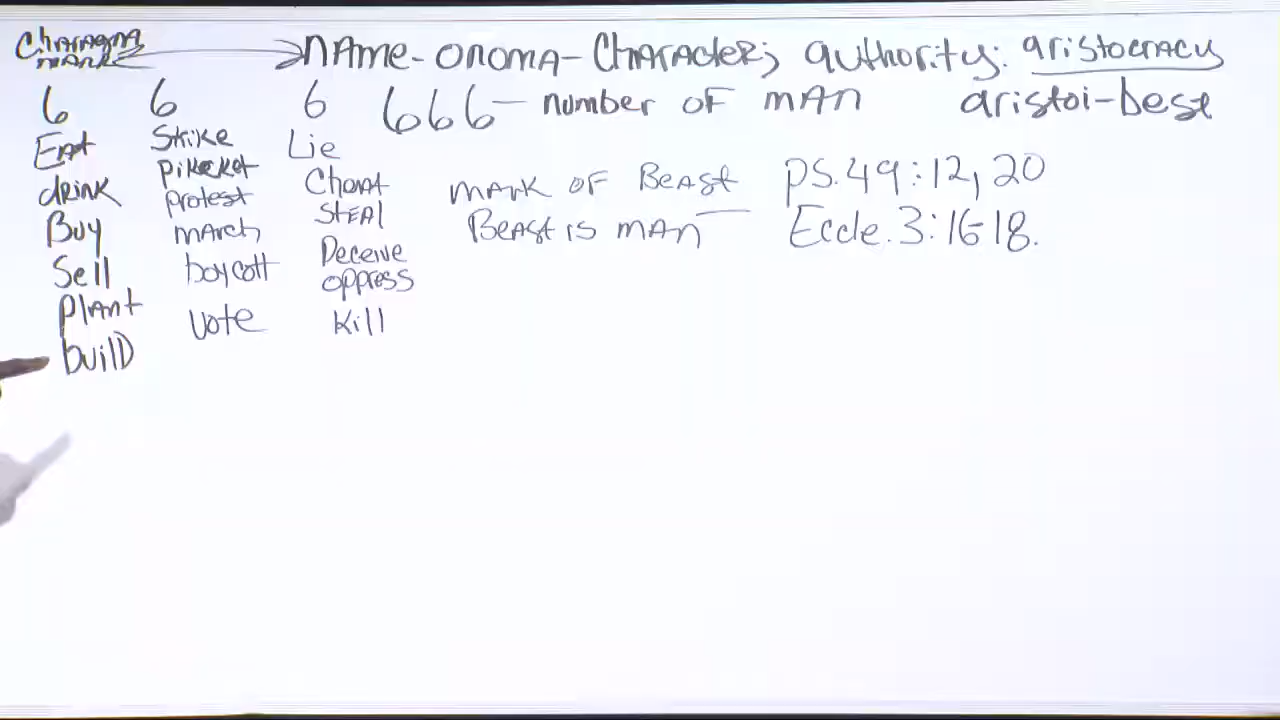 Charagma → NAME - ONOMA - CHARACTER; authority: aristocracy
MARK
6 6 6 666 - number OF MAN aristoi-best
EAt Strike Lie
drink Pikecket Cheat MArk OF BEAST PS. 49:12, 20
Buy protest STEAl BEAst is MAN Eccle. 3:16-18.
Sell march Deceive
PlAnt boycott oppress
builD vote Kill